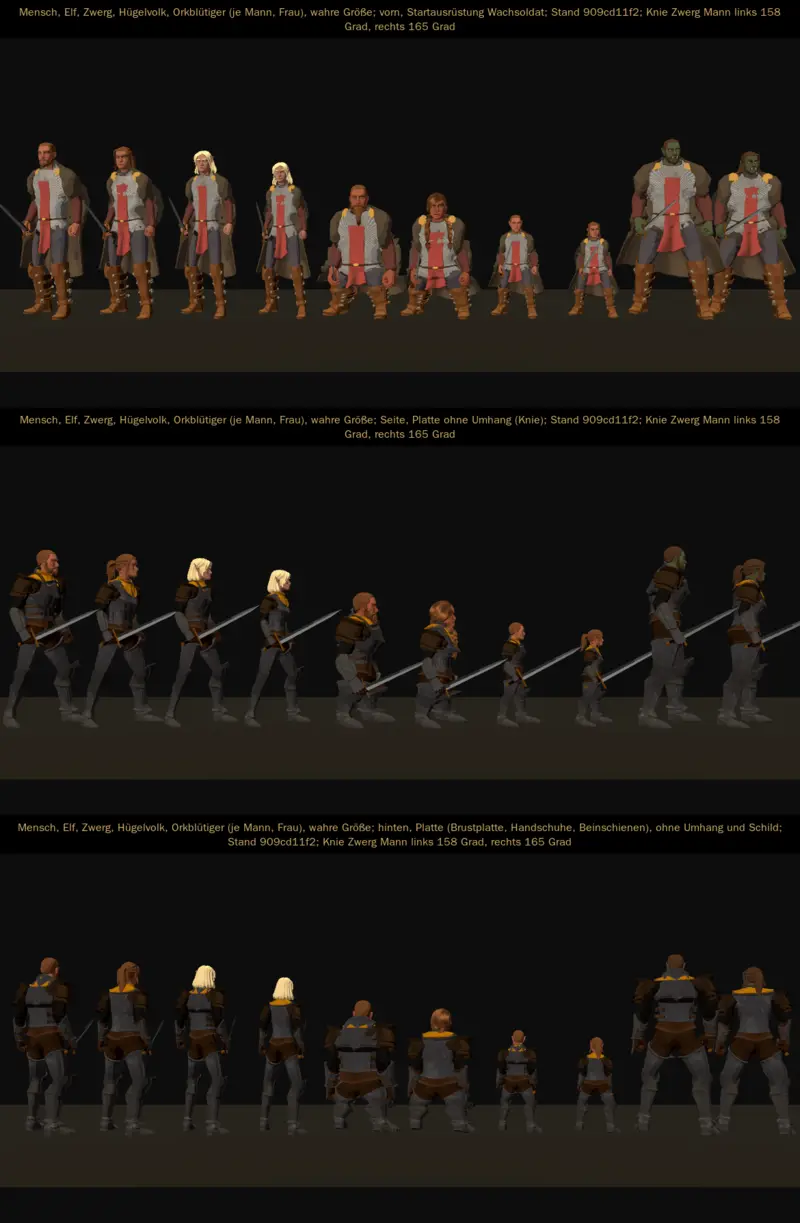 Mensch, Elf, Zwerg, Hügelvolk, Orkblütiger (je Mann, Frau), wahre Größe; vorn, Startausrüstung Wachsoldat; Stand 909cd11f2; Knie Zwerg Mann links 158
Grad, rechts 165 Grad
Mensch, Elf, Zwerg, Hügelvolk, Orkblütiger (je Mann, Frau), wahre Größe; Seite, Platte ohne Umhang (Knie); Stand 909cd11f2; Knie Zwerg Mann links 158
Grad, rechts 165 Grad
Mensch, Elf, Zwerg, Hügelvolk, Orkblütiger (je Mann, Frau), wahre Größe; hinten, Platte (Brustplatte, Handschuhe, Beinschienen), ohne Umhang und Schild;
Stand 909cd11f2; Knie Zwerg Mann links 158 Grad, rechts 165 Grad